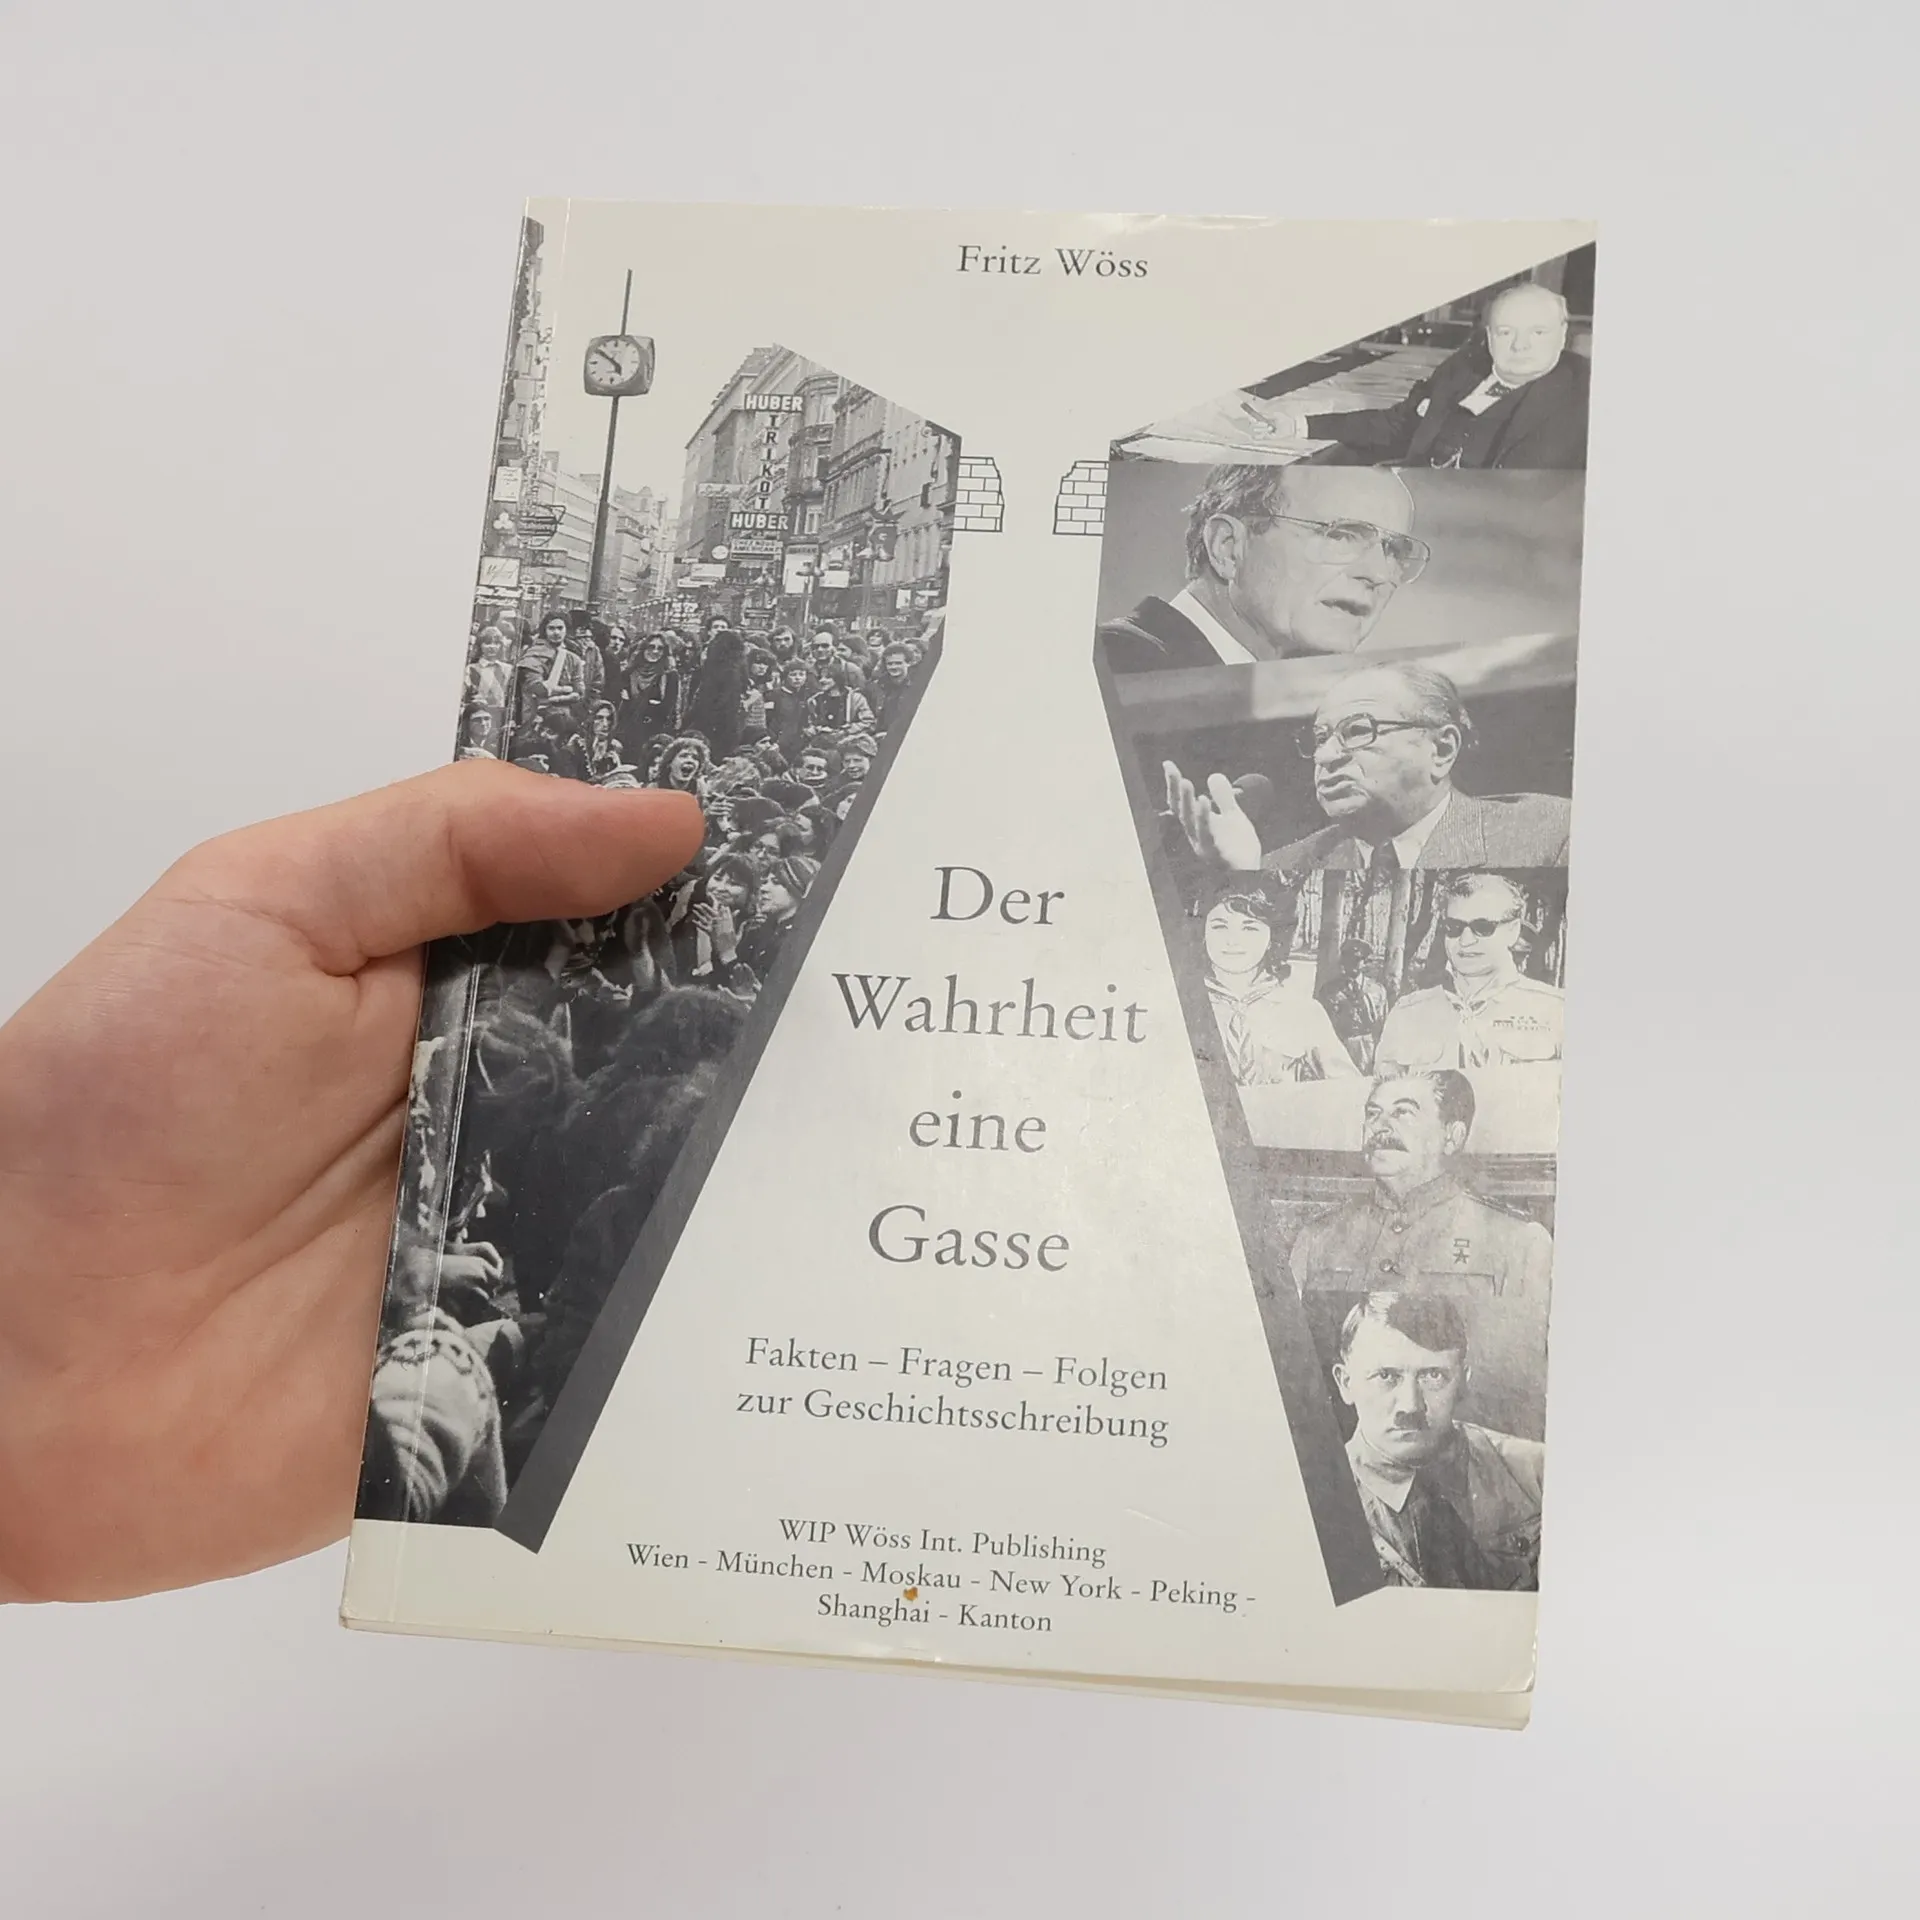 Fritz Wöss
HUBER
TRIKOT
HUBER
Der
Wahrheit
eine
Gasse
Fakten – Fragen – Folgen
zur Geschichtsschreibung
WIP Wöss Int. Publishing
Wien - München - Moskau - New York - Peking -
Shanghai - Kanton